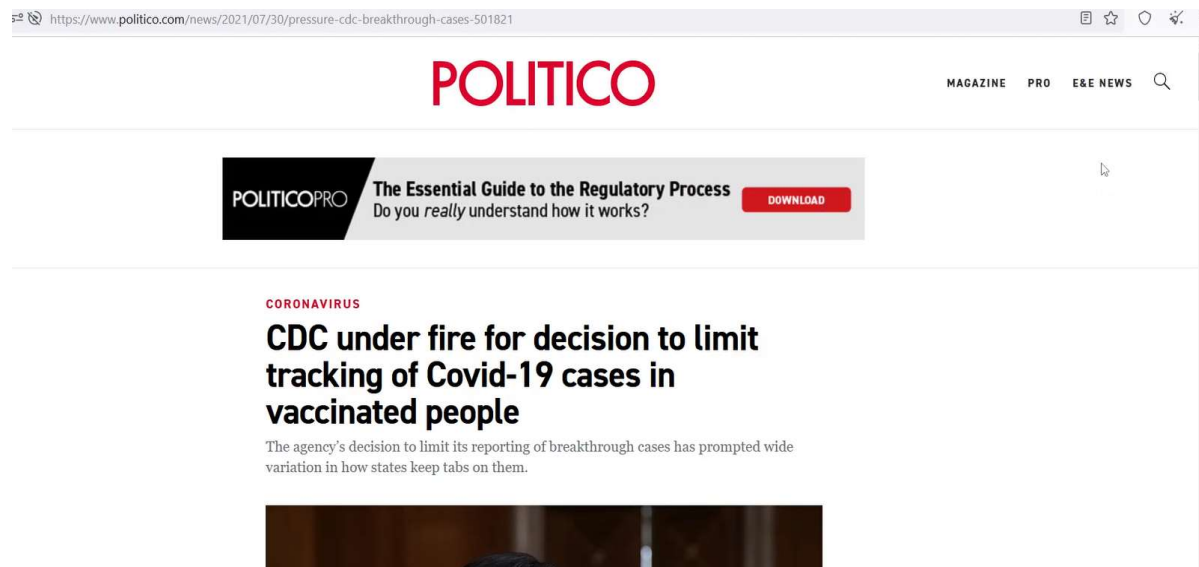 https://www.politico.com/news/2021/07/30/pressure-cdc-breakthrough-cases-501821
POLITICO
MAGAZINE PRO E&E NEWS
POLITICOPRO
The Essential Guide to the Regulatory Process
Do you really understand how it works?
DOWNLOAD
CORONAVIRUS
CDC under fire for decision to limit
tracking of Covid-19 cases in
vaccinated people
The agency's decision to limit its reporting of breakthrough cases has prompted wide
variation in how states keep tabs on them.